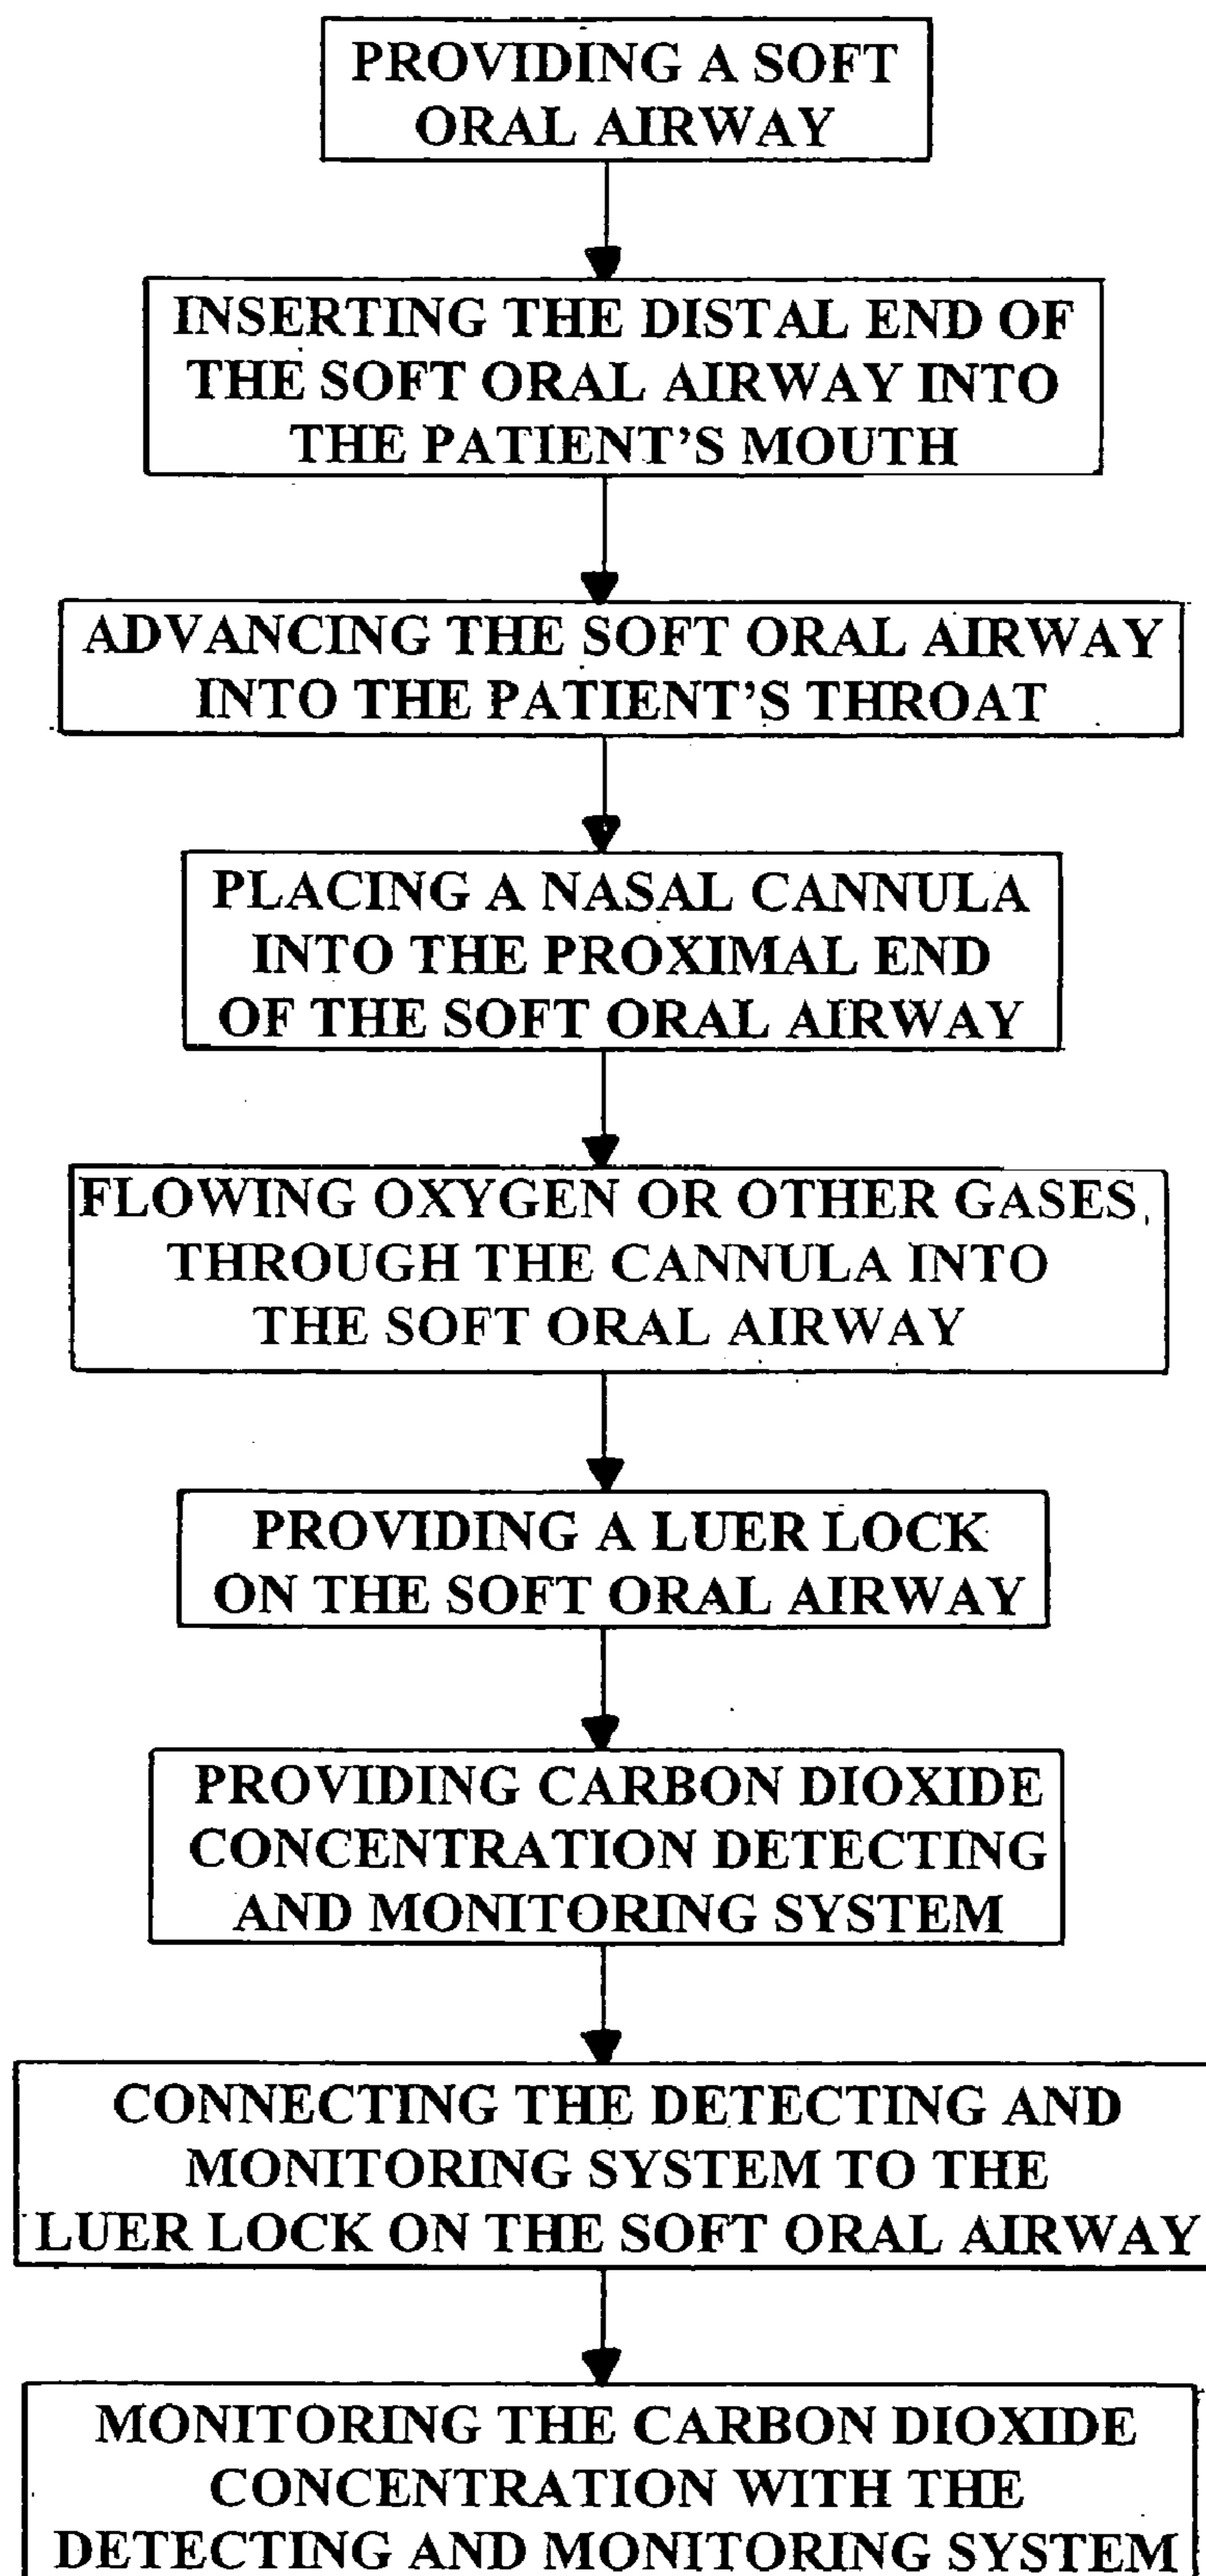 PROVIDING A SOFT
ORAL AIRWAY
INSERTING THE DISTAL END OF
THE SOFT ORAL AIRWAY INTO
THE PATIENT'S MOUTH
ADVANCING THE SOFT ORAL AIRWAY
INTO THE PATIENT'S THROAT
PLACING A NASAL CANNULA
INTO THE PROXIMAL END
OF THE SOFT ORAL AIRWAY
FLOWING OXYGEN OR OTHER GASES
THROUGH THE CANNULA INTO
THE SOFT ORAL AIRWAY
PROVIDING A LUER LOCK
ON THE SOFT ORAL AIRWAY
PROVIDING CARBON DIOXIDE
CONCENTRATION DETECTING
AND MONITORING SYSTEM
CONNECTING THE DETECTING AND
MONITORING SYSTEM TO THE
LUER LOCK ON THE SOFT ORAL AIRWAY
MONITORING THE CARBON DIOXIDE
CONCENTRATION WITH THE
DETECTING AND MONITORING SYSTEM